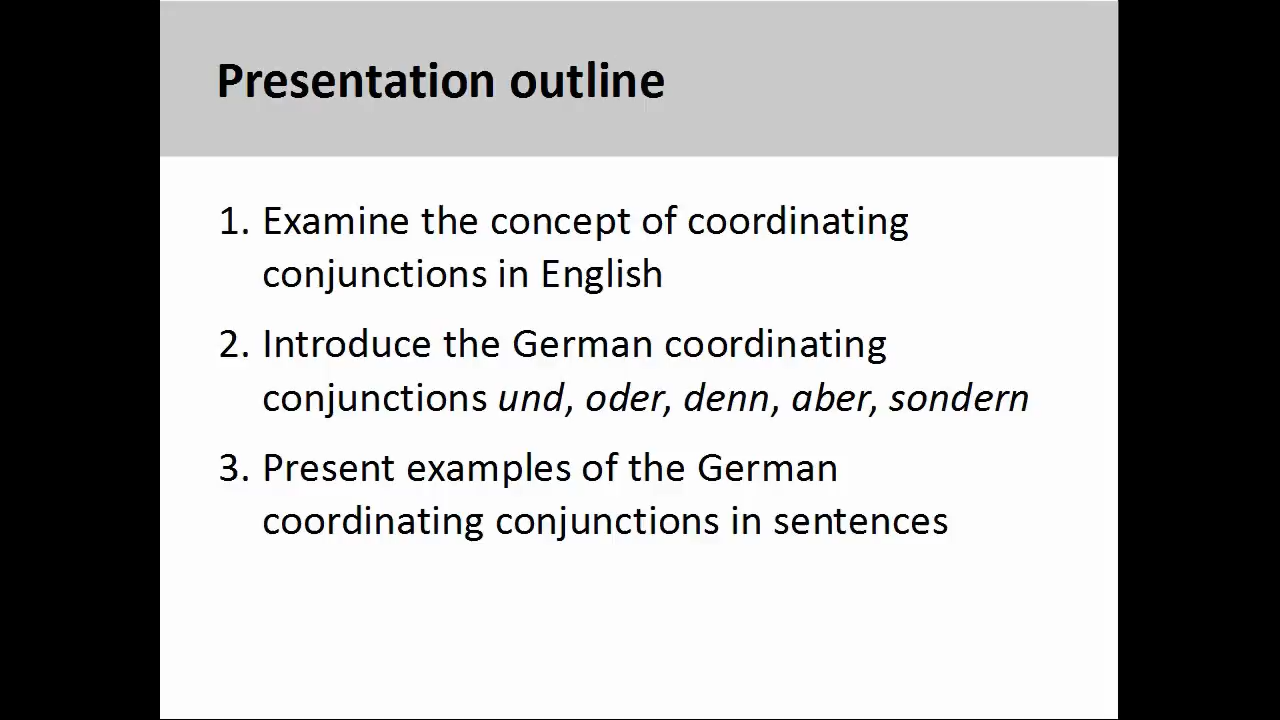 Presentation outline
1. Examine the concept of coordinating
conjunctions in English
2. Introduce the German coordinating
conjunctions und, oder, denn, aber, sondern
3. Present examples of the German
coordinating conjunctions in sentences